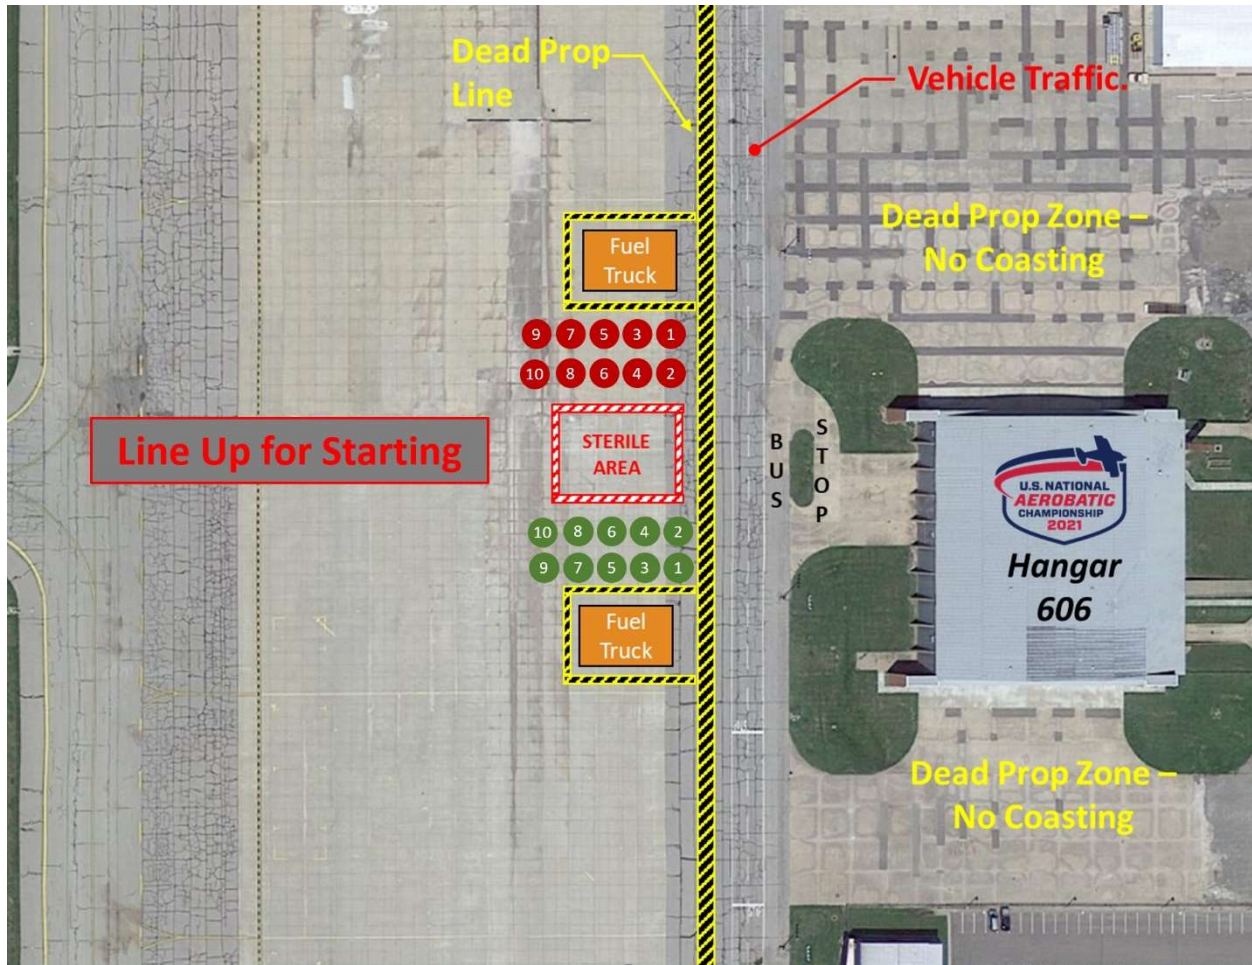 Dead Prop
Line
Vehicle Traffic.
Dead Prop Zone –
No Coasting
Fuel
Truck
9 7 5 3 1
10 8 6 4 2
Line Up for Starting
STERILE
AREA
BUS
STOP
U.S. NATIONAL
AEROBATIC
CHAMPIONSHIP
2021
Hangar
606
10 8 6 4 2
9 7 5 3 1
Fuel
Truck
Dead Prop Zone –
No Coasting